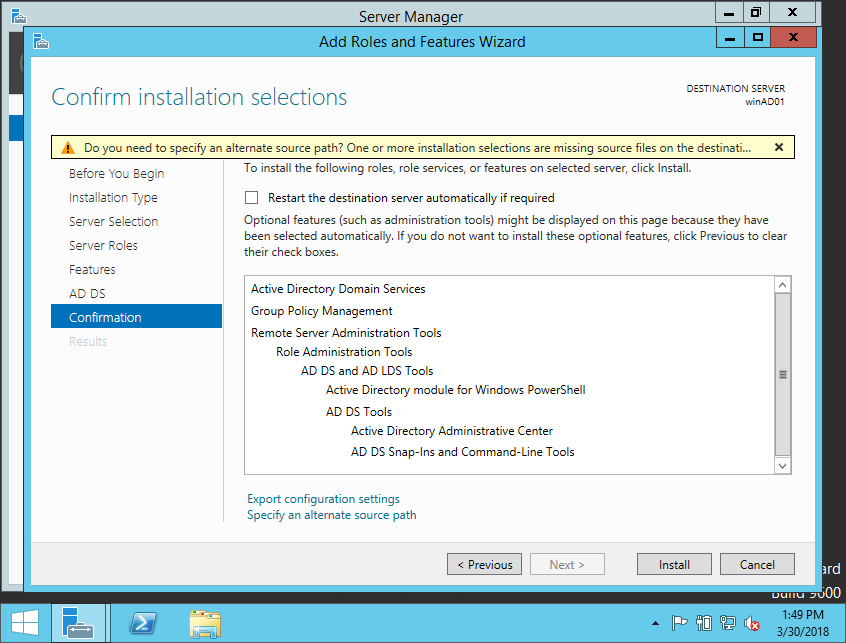 Server Manager
Add Roles and Features Wizard
Confirm installation selections
DESTINATION SERVER
winAD01
Do you need to specify an alternate source path? One or more installation selections are missing source files on the destinati...
Before You Begin
Installation Type
Server Selection
Server Roles
Features
AD DS
Confirmation
Results
To install the following roles, role services, or features on selected server, click Install.
Restart the destination server automatically if required
Optional features (such as administration tools) might be displayed on this page because they have
been selected automatically. If you do not want to install these optional features, click Previous to clear
their check boxes.
Active Directory Domain Services
Group Policy Management
Remote Server Administration Tools
Role Administration Tools
AD DS and AD LDS Tools
Active Directory module for Windows PowerShell
AD DS Tools
Active Directory Administrative Center
AD DS Snap-Ins and Command-Line Tools
Export configuration settings
Specify an alternate source path
< Previous
Next >
Install
Cancel
ard
Build 9600
1:49 PM
3/30/2018